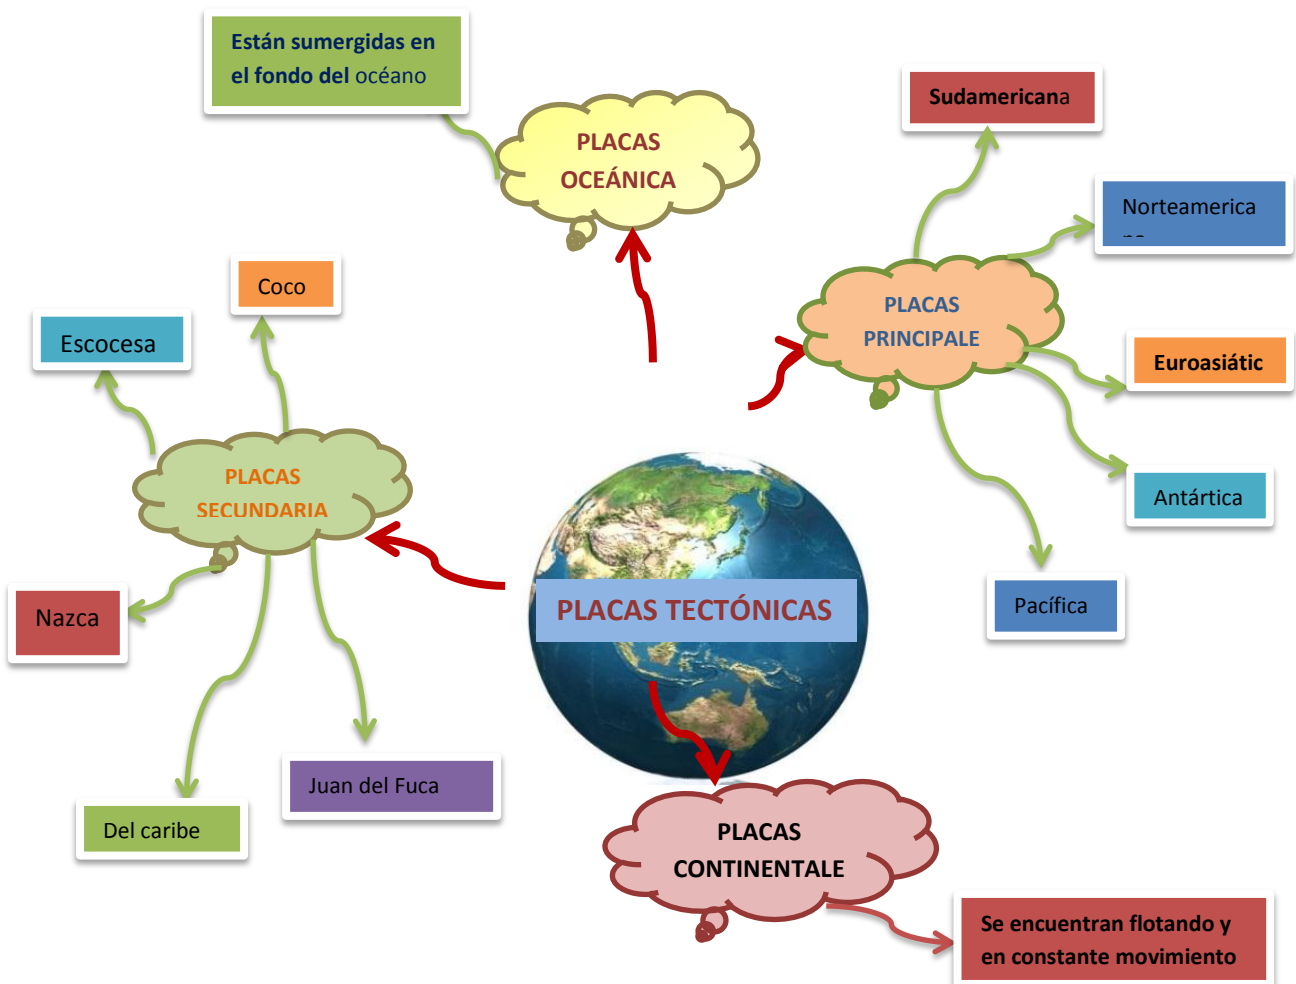 Están sumergidas en
el fondo del océano
PLACAS
OCEÁNICA
Sudamericana
Norteamerica
PLACAS
PRINCIPALE
Euroasiátic
Antártica
Pacífica
Coco
Escocesa
PLACAS
SECUNDARIA
Nazca
Juan del Fuca
Del caribe
PLACAS TECTÓNICAS
PLACAS
CONTINENTALE
Se encuentran flotando y
en constante movimiento